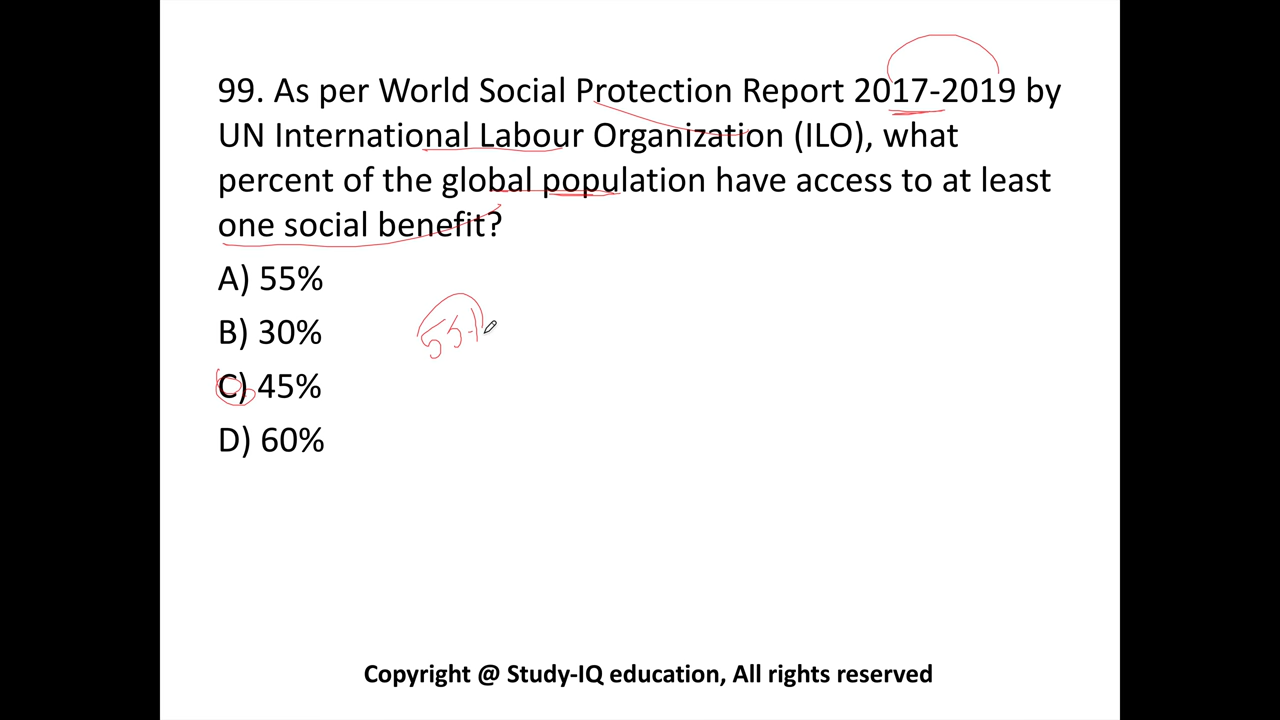 99. As per World Social Protection Report 2017-2019 by
UN International Labour Organization (ILO), what
percent of the global population have access to at least
one social benefit?
A) 55%
B) 30%
55-1
C) 45%
D) 60%
Copyright @ Study-IQ education, All rights reserved